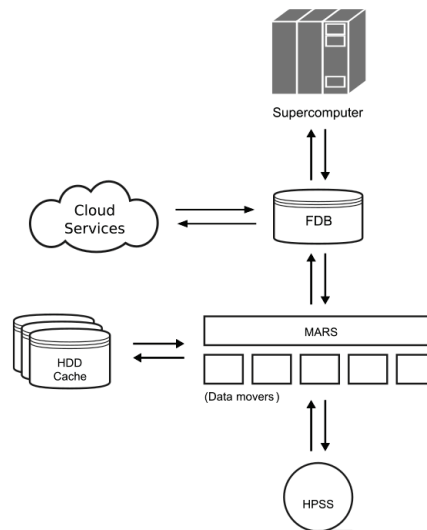 Supercomputer
Cloud
Services
FDB
MARS
HDD
Cache
(Data movers)
HPSS